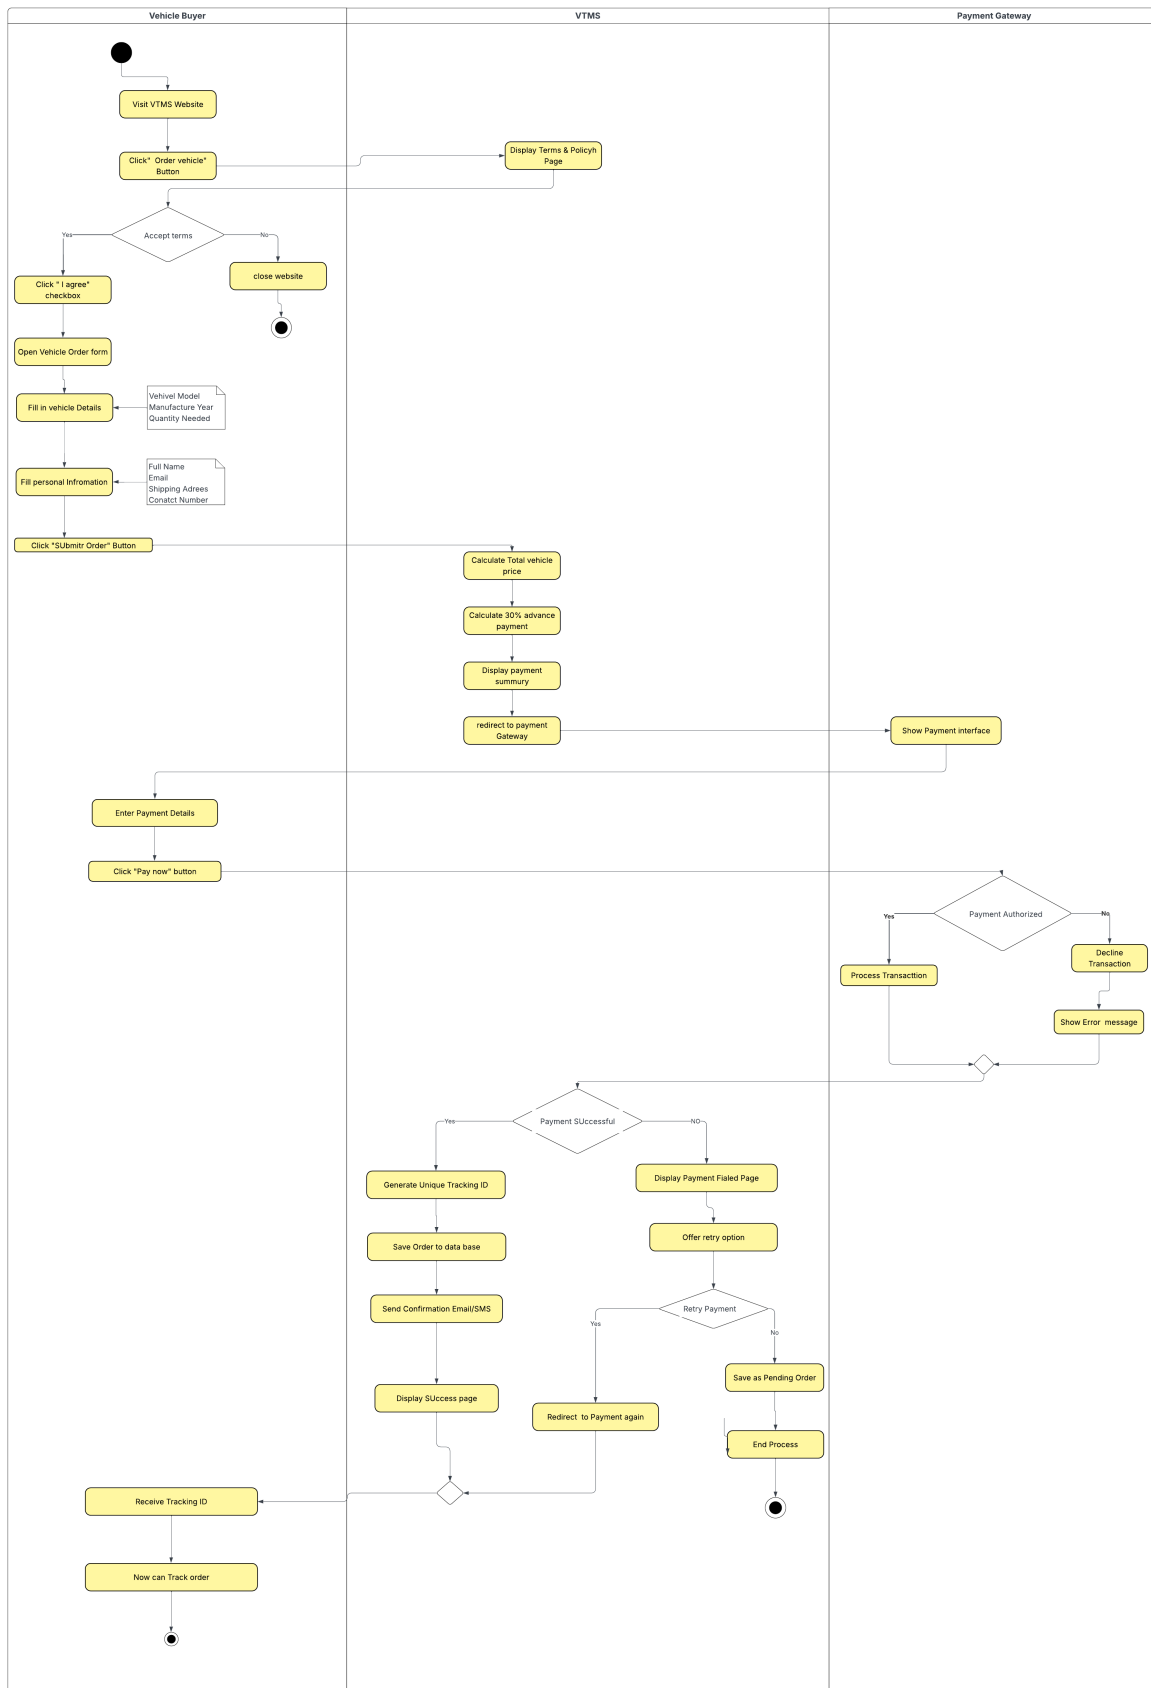 Vehicle Buyer
VTMS
Payment Gateway
Visit VTMS Website
Click"  Order vehicle"
Button
Display Terms & Policyh
Page
Accept terms
Yes
No
Click " I agree"
checkbox
close website
Open Vehicle Order form
Fill in vehicle Details
Vehivel Model
Manufacture Year
Quantity Needed
Fill personal Infromation
Full Name
Email
Shipping Adrees
Conatct Number
Click "SUbmitr Order" Button
Calculate Total vehicle
price
Calculate 30% advance
payment
Display payment
summury
redirect to payment
Gateway
Show Payment interface
Enter Payment Details
Click "Pay now" button
Payment Authorized
Yes
No
Decline
Transaction
Process Transacttion
Show Error  message
Payment SUccessful
Yes
NO
Generate Unique Tracking ID
Display Payment Fialed Page
Save Order to data base
Offer retry option
Send Confirmation Email/SMS
Retry Payment
Yes
No
Display SUccess page
Save as Pending Order
Redirect  to Payment again
End Process
Receive Tracking ID
Now can Track order